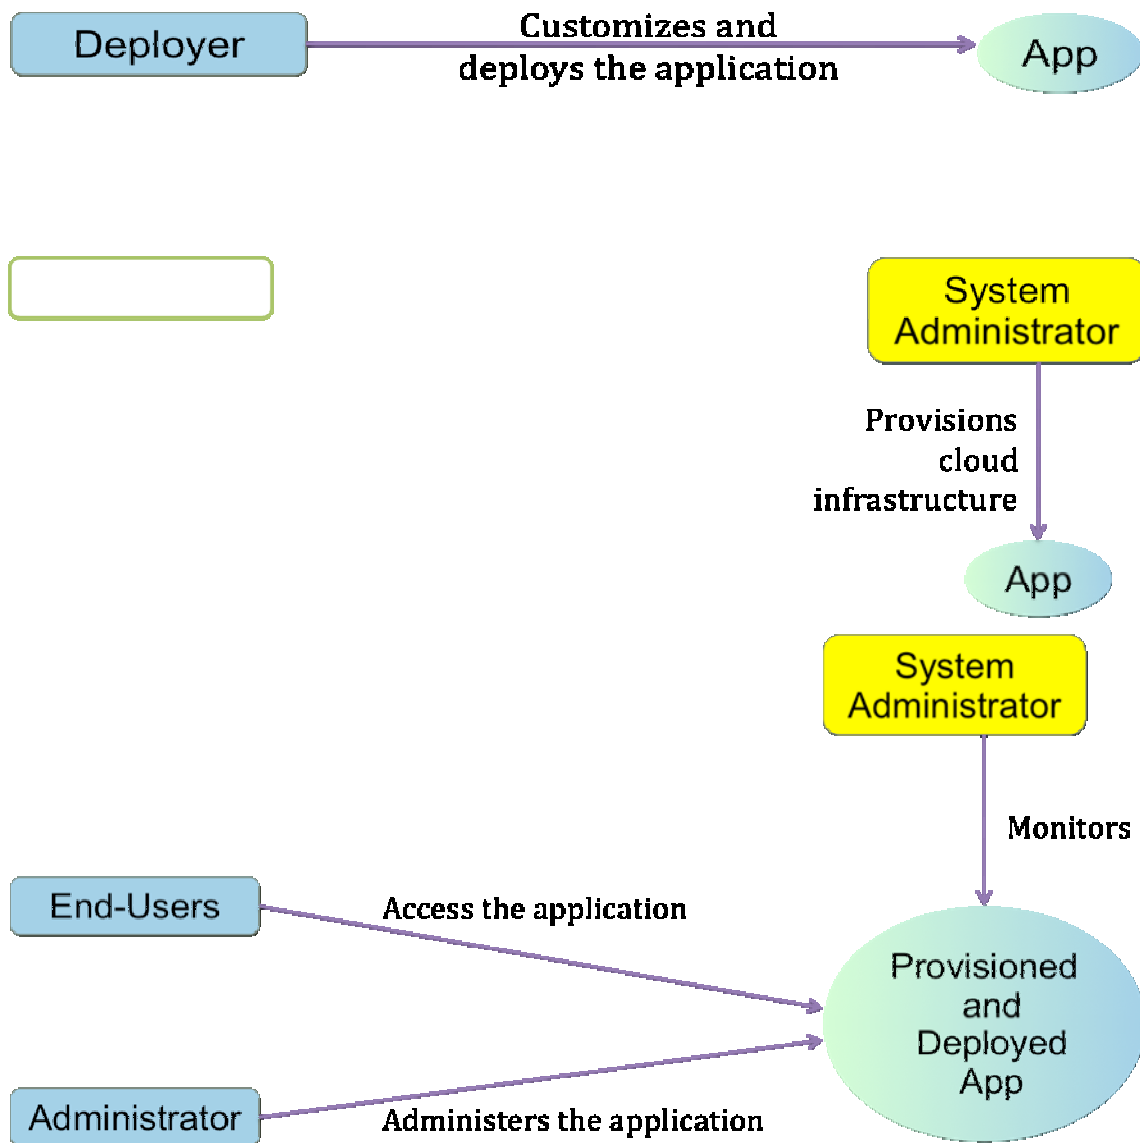 Deployer
Customizes and
deploys the application
App
System
Administrator
Provisions
cloud
infrastructure
App
System
Administrator
Monitors
End-Users
Access the application
Provisioned
and
Deployed
App
Administrator
Administers the application